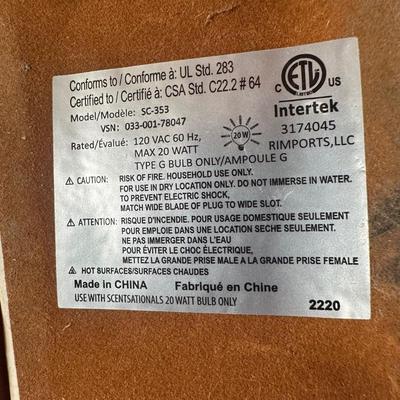 Conforms to / Conforme à: UL Std. 283
Certified to / Certifié à: CSA Std. C22.2 # 64
Model/Modèle: SC-353
VSN: 033-001-78047
Rated/Évalué: 120 VAC 60 Hz,
MAX 20 WATT
TYPE G BULB ONLY/AMPOULE G
20 W
C ETL US
INTERTEK
Intertek
3174045
RIMPORTS,LLC
CAUTION: RISK OF FIRE. HOUSEHOLD USE ONLY.
FOR USE IN DRY LOCATION ONLY. DO NOT IMMERSE IN WATER.
TO PREVENT ELECTRIC SHOCK,
MATCH WIDE BLADE OF PLUG TO WIDE SLOT.
ATTENTION: RISQUE D'INCENDIE. POUR USAGE DOMESTIQUE SEULEMENT
POUR EMPLOIE DAINS UNE LOCATION SECHE SEULEMENT.
NE PAS IMMERGER DANS L'EAU
POUR ÉVITER LE CHOC ÉLECTRIQUE,
METTEZ LA GRANDE PRISE MALE A LA GRANDE PRISE FEMALE
HOT SURFACES/SURFACES CHAUDES
Made in CHINA Fabriqué en Chine
USE WITH SCENTSATIONALS 20 WATT BULB ONLY 2220